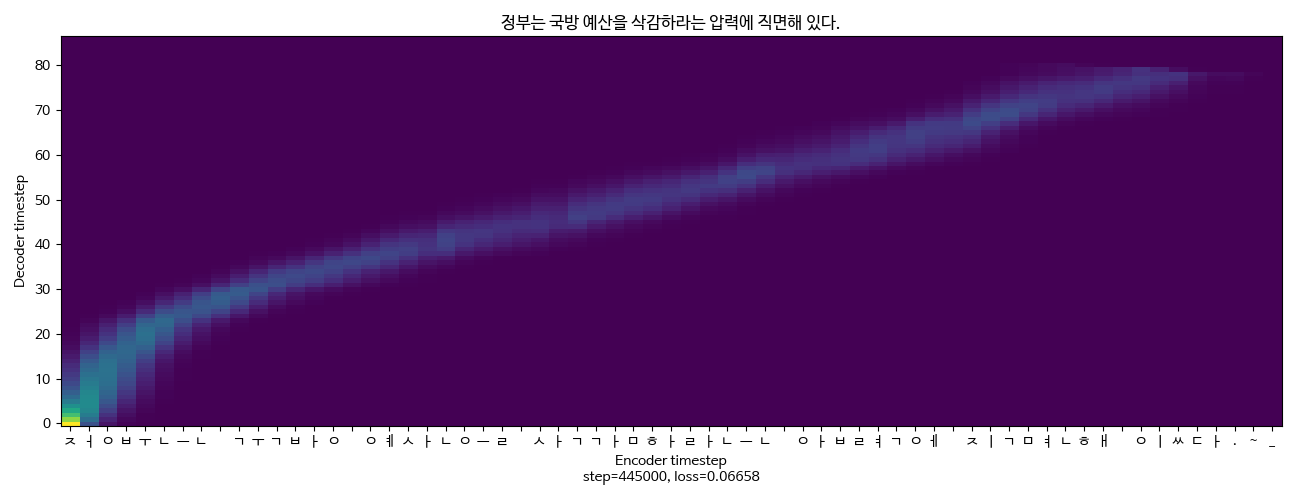 정부는 국방 예산을 삭감하라는 압력에 직면해 있다.
80
70
60
50
40
30
20
10
0
Decoder timestep
ㅈ ㅓ ㅇ ㅂ ㅜ ㄴ ㅡ ㄴ ㄱ ㅜ ㄱ ㅂ ㅏ ㅇ ㅇ ㅖ ㅅ ㅏ ㄴ ㅇ ㅡ ㄹ ㅅ ㅏ ㄱ ㄱ ㅏ ㅁ ㅎ ㅏ ㄹ ㅏ ㄴ ㅡ ㄴ ㅇ ㅏ ㅂ ㄹ ㅕ ㄱ ㅇ ㅔ ㅈ ㅣ ㄱ ㅁ ㅕ ㄴ ㅎ ㅐ ㅇ ㅣ ㅆ ㄷ ㅏ . ~ _
Encoder timestep
step=445000, loss=0.06658